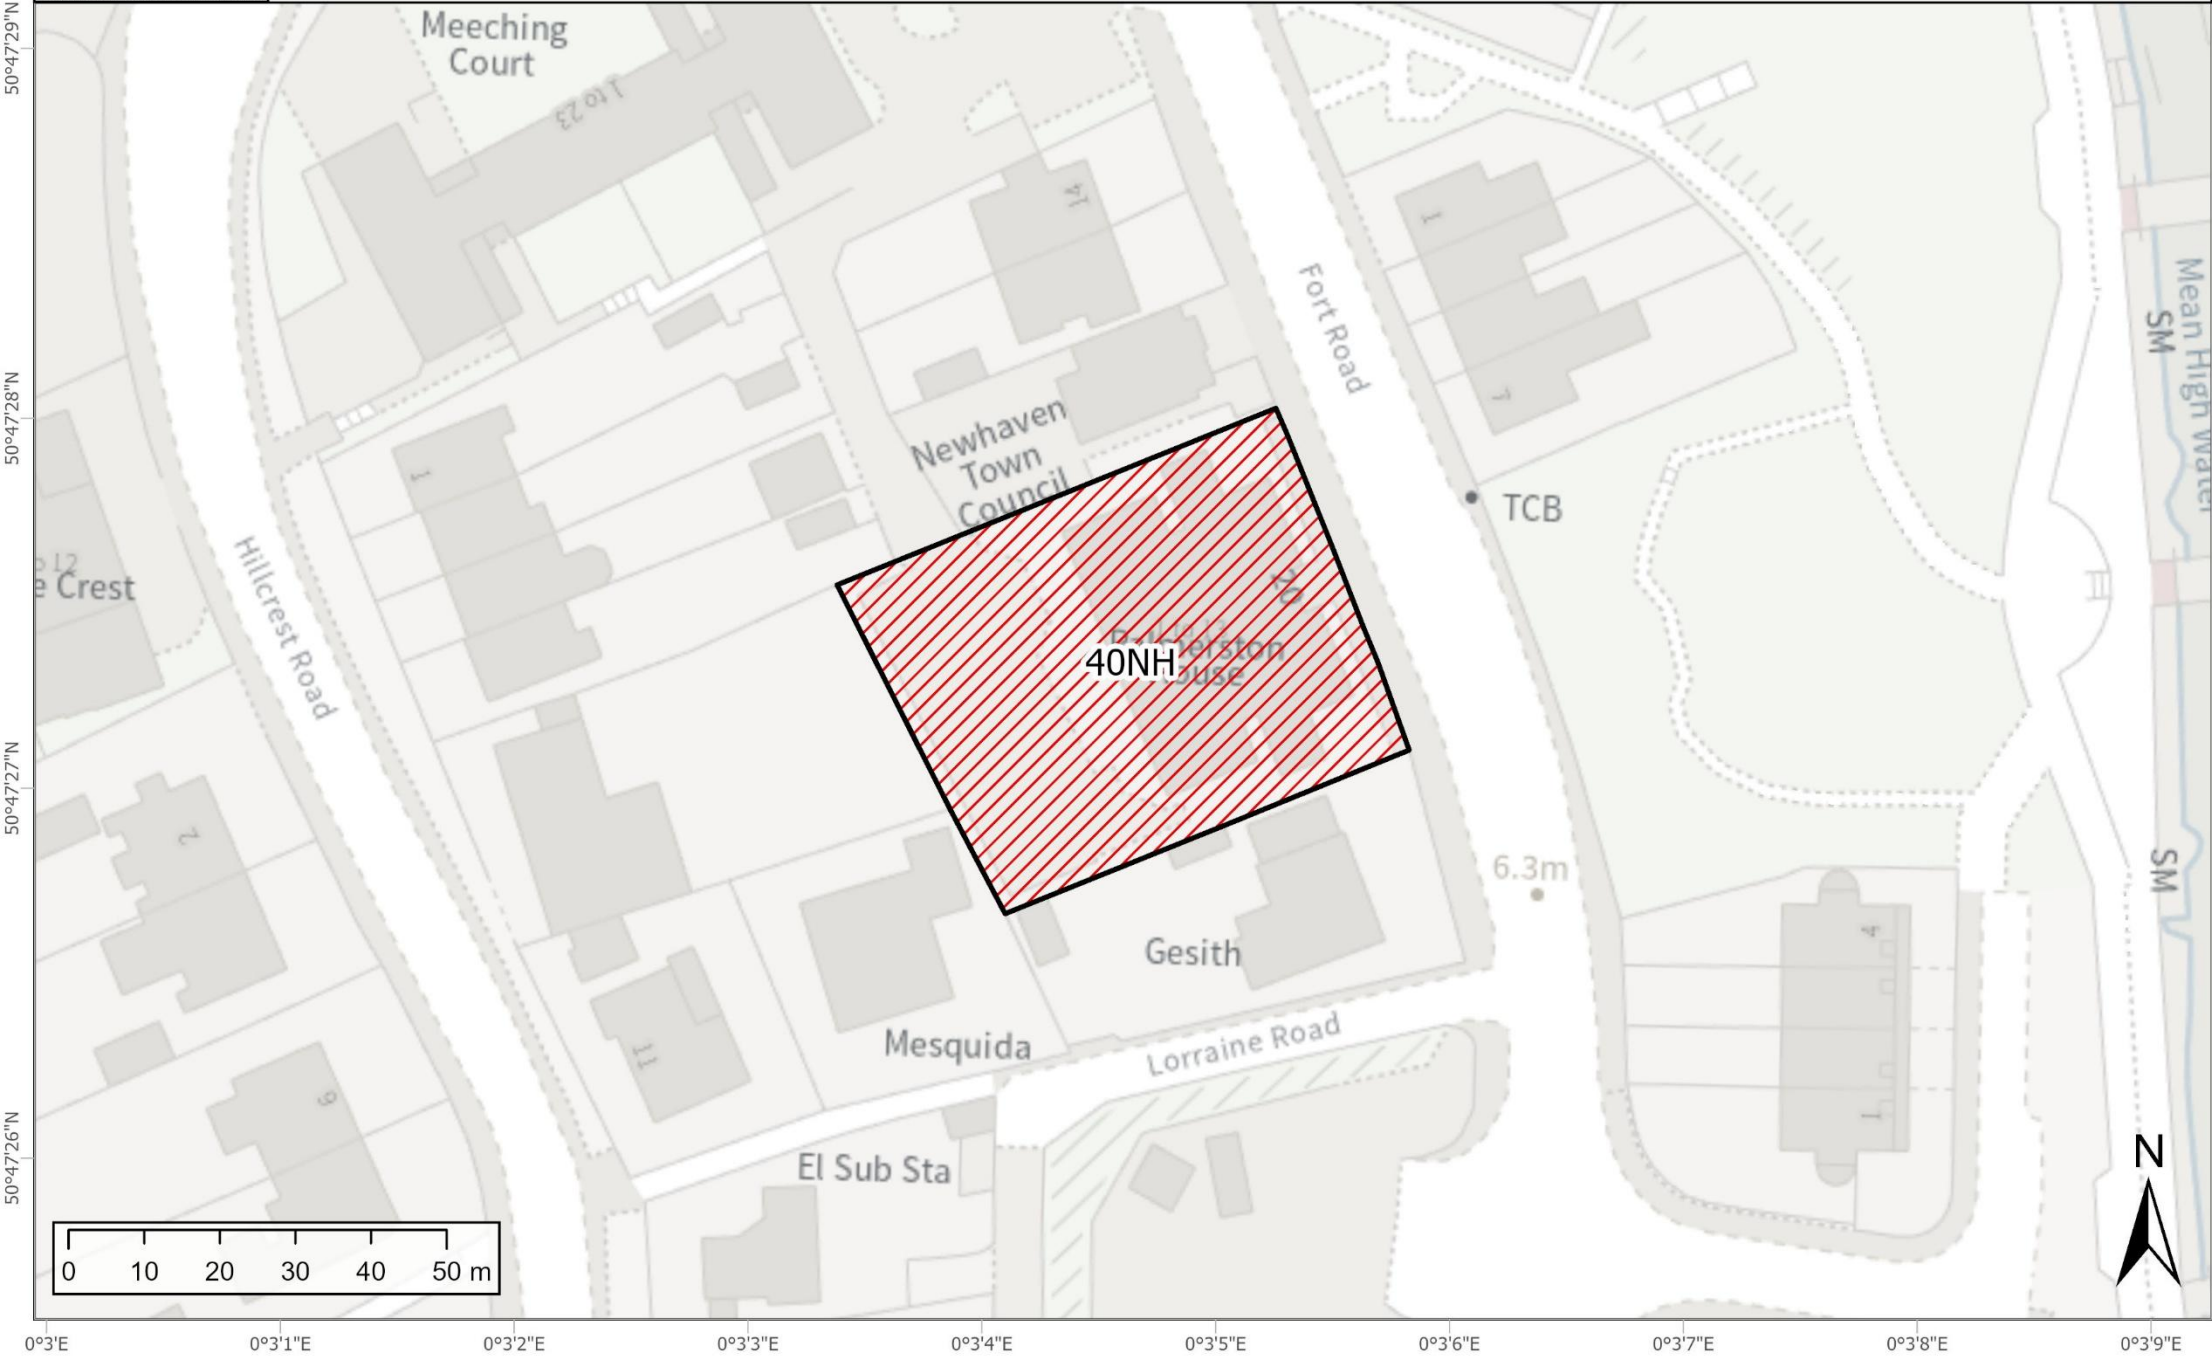 Meeching
Court
1 to 23
14
1
7
Fort Road
Newhaven
Town
Council
TCB
1
Hillcrest Road
e Crest
20
40NH
SM
Mean High Water
SM
6.3m
2
9
11
Gesith
Mesquida
Lorraine Road
El Sub Sta
4
1
N
0 10 20 30 40 50 m
50°47'29"N
50°47'28"N
50°47'27"N
50°47'26"N
0°3'E 0°3'1"E 0°3'2"E 0°3'3"E 0°3'4"E 0°3'5"E 0°3'6"E 0°3'7"E 0°3'8"E 0°3'9"E